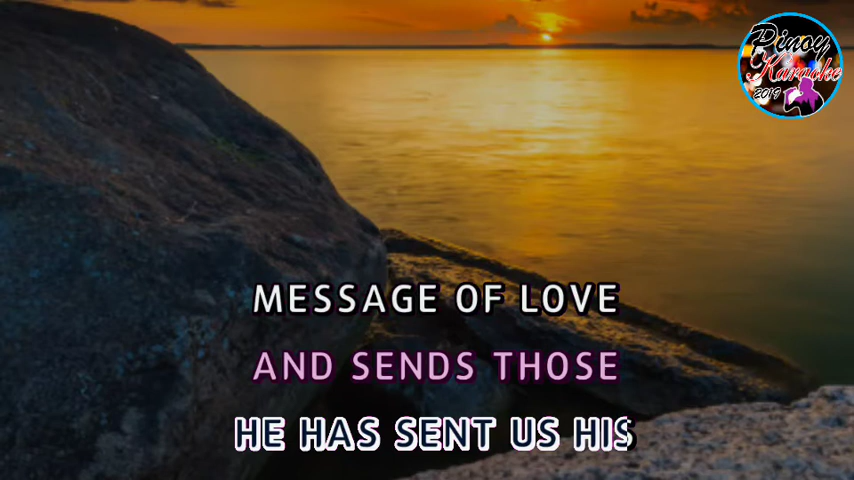 Pinoy
Karaoke
2019
MESSAGE OF LOVE
AND SENDS THOSE
HE HAS SENT US HIS